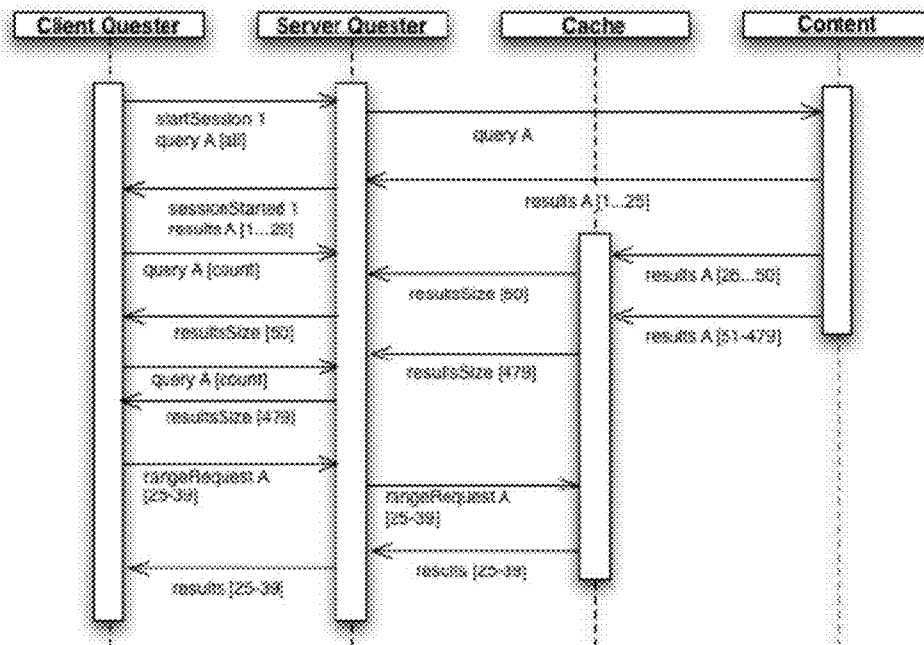 Client Quester
Server Quester
Cache
Content
startSession 1
query A [all]
query A
results A [1...25]
sessionStarted 1
results A [1...25]
query A [count]
results A [26...50]
resultsSize [50]
resultsSize [50]
results A [51-479]
resultsSize [479]
query A [count]
resultsSize [479]
rangeRequest A
[25-39]
rangeRequest A
[25-39]
results [25-39]
results [25-39]